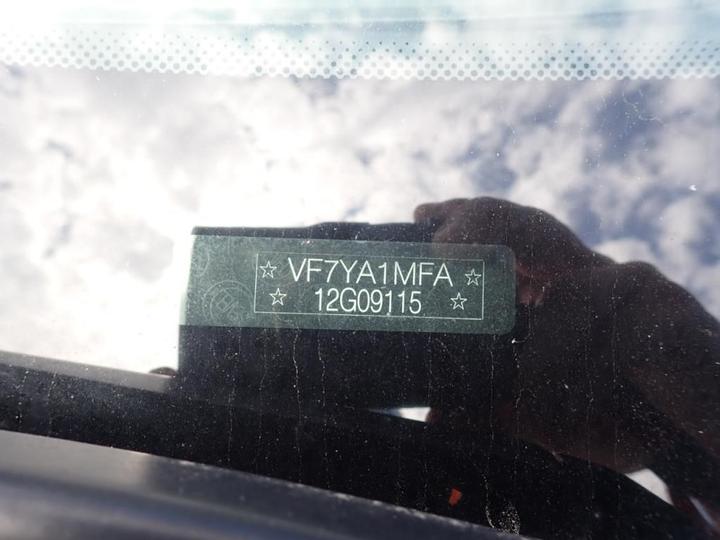 ☆ VF7YA1MFA ☆
☆ 12G09115 ☆